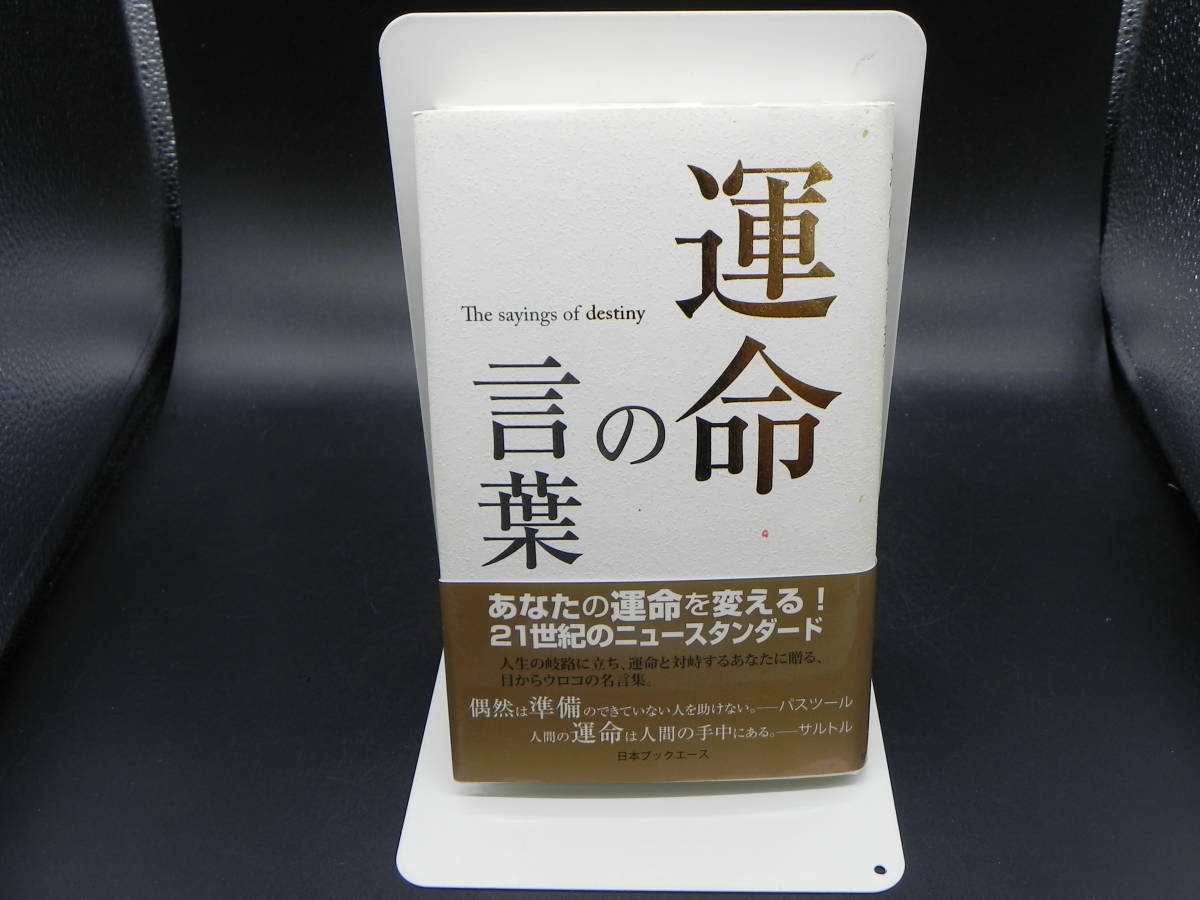 運命
の
言葉
The sayings of destiny
あなたの運命を変える!
21世紀のニュースタンダード
人生の岐路に立ち、運命と対峙するあなたに贈る、
目からウロコの名言集。
偶然は準備のできていない人を助けない。──パスツール
人間の運命は人間の手中にある。──サルトル
日本ブックエース